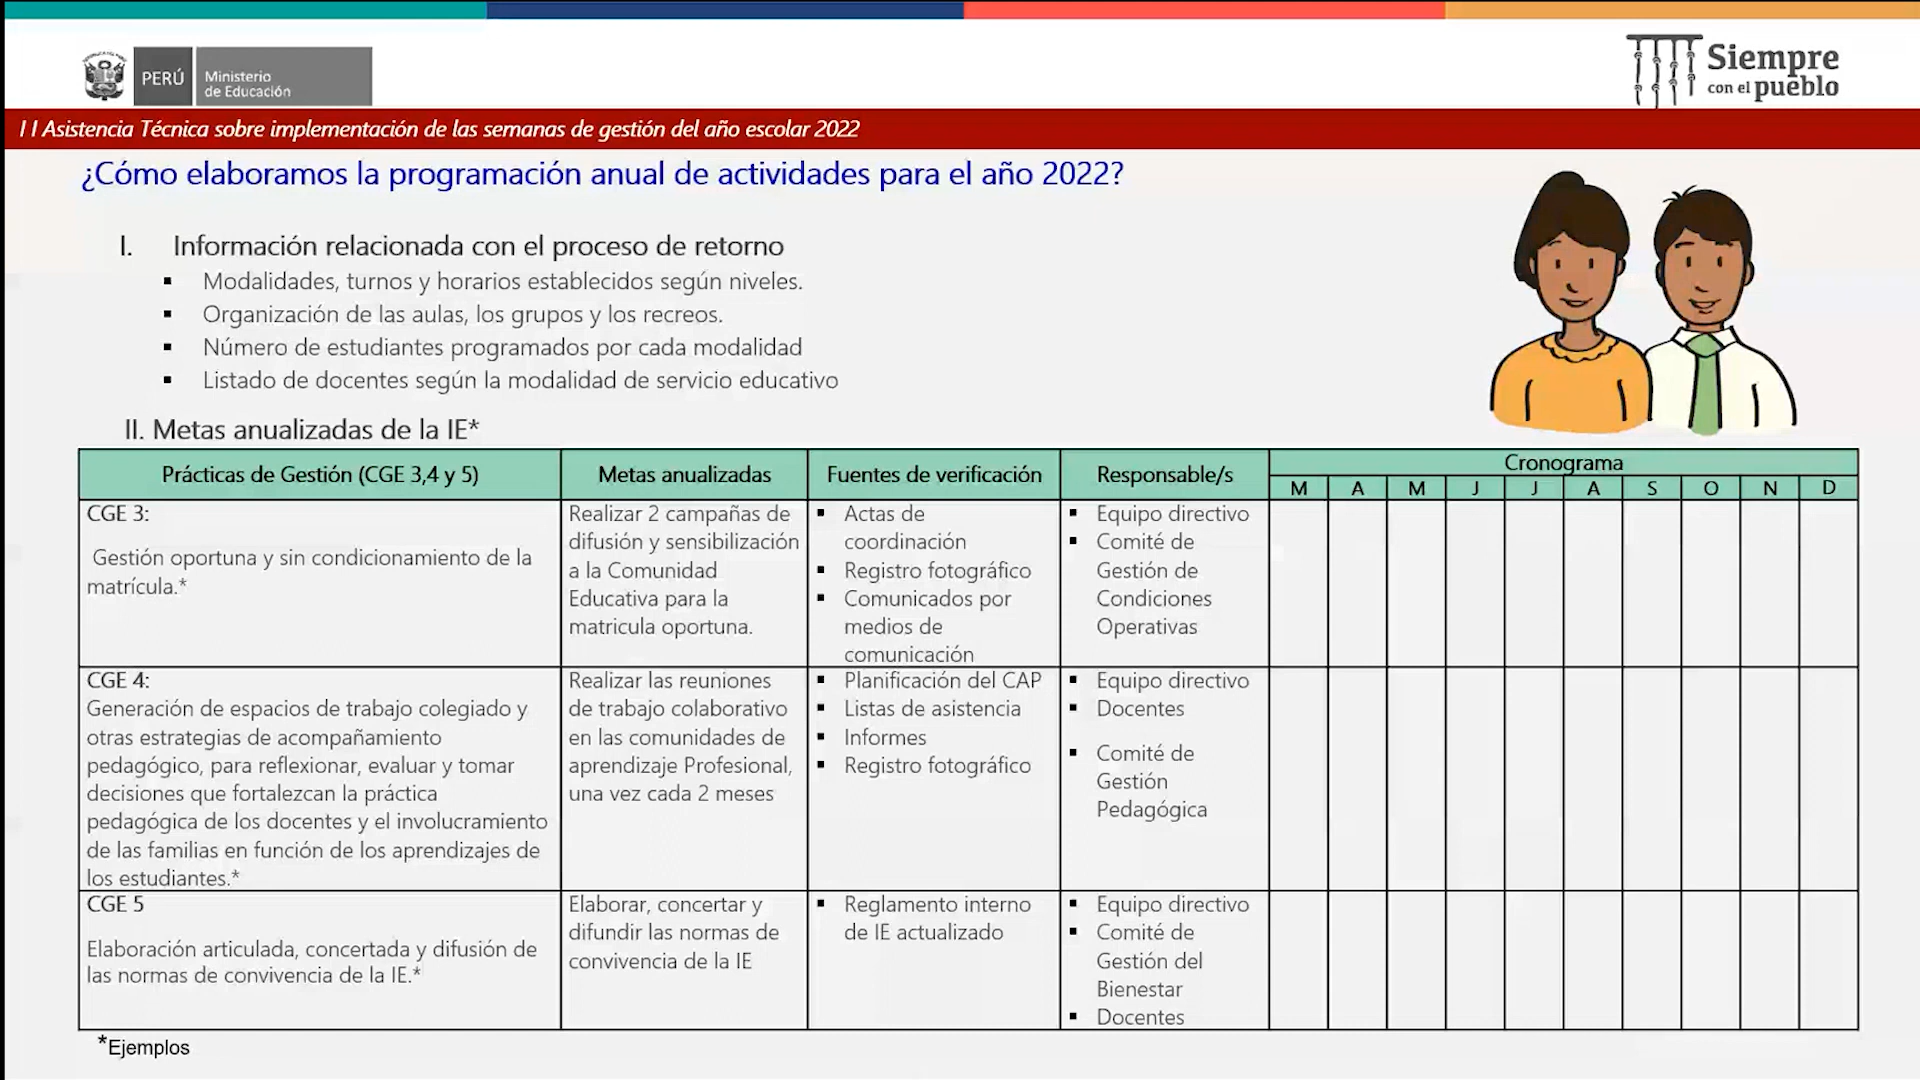 PERÚ
Ministerio
de Educación
Siempre
con el pueblo
I I Asistencia Técnica sobre implementación de las semanas de gestión del año escolar 2022
¿Cómo elaboramos la programación anual de actividades para el año 2022?
I. Información relacionada con el proceso de retorno
▪ Modalidades, turnos y horarios establecidos según niveles.
▪ Organización de las aulas, los grupos y los recreos.
▪ Número de estudiantes programados por cada modalidad
▪ Listado de docentes según la modalidad de servicio educativo
II. Metas anualizadas de la IE*
Prácticas de Gestión (CGE 3,4 y 5)
Metas anualizadas
Fuentes de verificación
Responsable/s
Cronograma
M A M J J A S O N D
CGE 3:
Gestión oportuna y sin condicionamiento de la
matrícula.*
Realizar 2 campañas de
difusión y sensibilización
a la Comunidad
Educativa para la
matricula oportuna.
▪ Actas de
coordinación
▪ Registro fotográfico
▪ Comunicados por
medios de
comunicación
▪ Equipo directivo
▪ Comité de
Gestión de
Condiciones
Operativas
CGE 4:
Generación de espacios de trabajo colegiado y
otras estrategias de acompañamiento
pedagógico, para reflexionar, evaluar y tomar
decisiones que fortalezcan la práctica
pedagógica de los docentes y el involucramiento
de las familias en función de los aprendizajes de
los estudiantes.*
Realizar las reuniones
de trabajo colaborativo
en las comunidades de
aprendizaje Profesional,
una vez cada 2 meses
▪ Planificación del CAP
▪ Listas de asistencia
▪ Informes
▪ Registro fotográfico
▪ Equipo directivo
▪ Docentes
▪ Comité de
Gestión
Pedagógica
CGE 5
Elaboración articulada, concertada y difusión de
las normas de convivencia de la IE.*
Elaborar, concertar y
difundir las normas de
convivencia de la IE
▪ Reglamento interno
de IE actualizado
▪ Equipo directivo
▪ Comité de
Gestión del
Bienestar
▪ Docentes
*Ejemplos